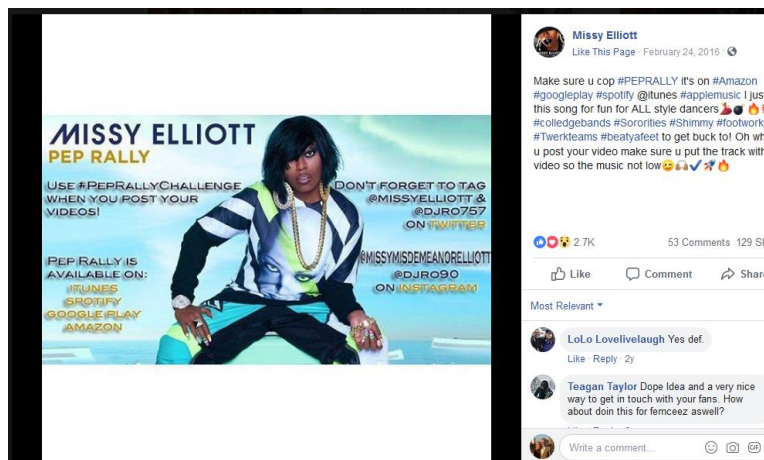 MISSY ELLIOTT
PEP RALLY
USE #PEPRALLYCHALLENGE
WHEN YOU POST YOUR
VIDEOS!
DON'T FORGET TO TAG
@MISSYELLIOTT &
@DJRO757
ON TWITTER
PEP RALLY IS
AVAILABLE ON:
ITUNES
SPOTIFY
GOOGLE PLAY
AMAZON
@MISSYMISDEMEANORELLIOTT
@DJRO90
ON INSTAGRAM
Missy Elliott
Like This Page · February 24, 2016 ·
Make sure u cop #PEPRALLY it's on #Amazon
#googleplay #spotify @itunes #applemusic I jus
this song for fun for ALL style dancers
#colledgebands #Sororities #Shimmy #footwork
#Twerkteams #beatyafeet to get buck to! Oh wh
u post your video make sure u put the track with
video so the music not low
2.7K
53 Comments 129 Sh
Like Comment Share
Most Relevant
LoLo Lovelivelaugh Yes def.
Like · Reply · 2y
Teagan Taylor Dope Idea and a very nice
way to get in touch with your fans. How
about doin this for femceez aswell?
Write a comment...
GIF